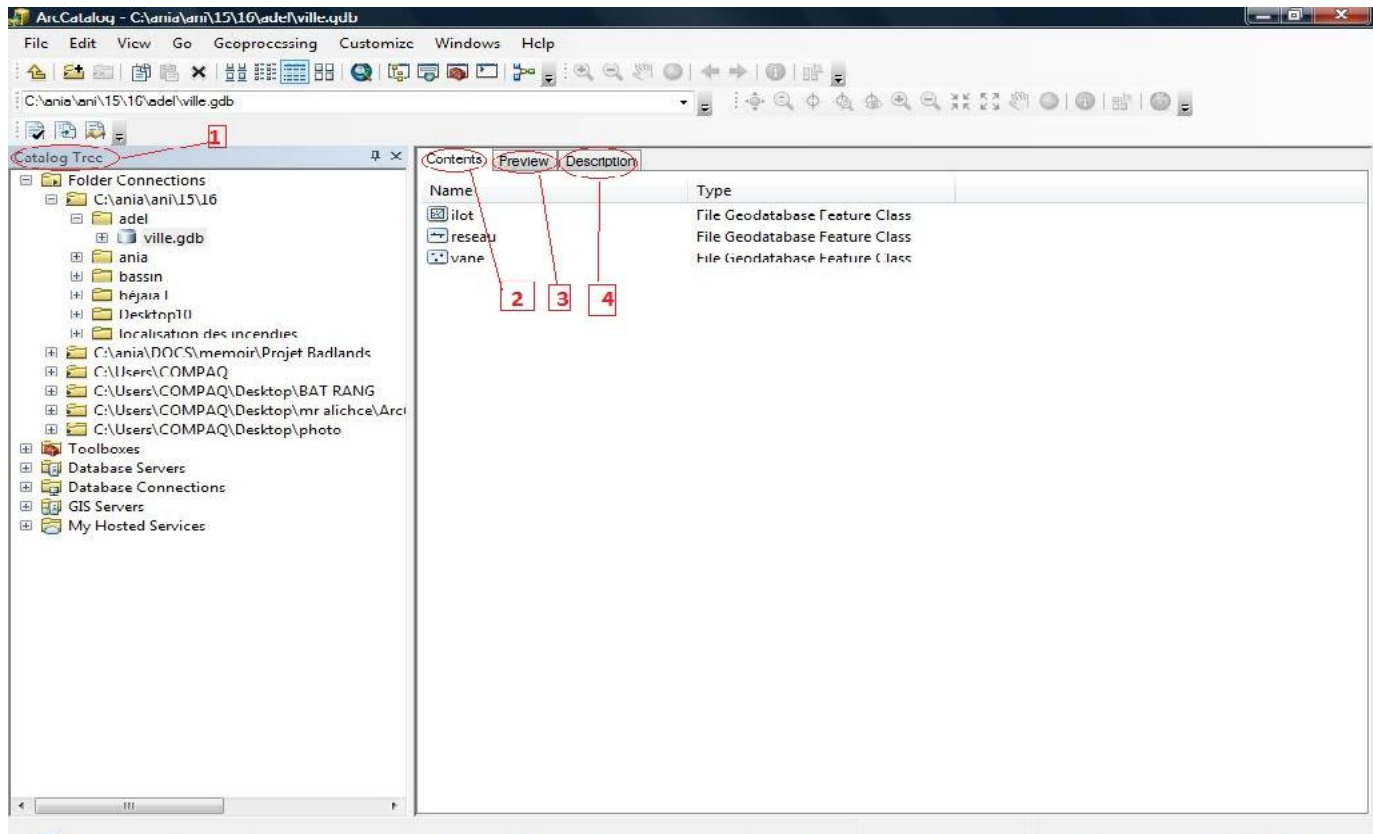 ArcCatalog - C:\ania\ani\15\16\adel\ville.gdb
File Edit View Go Geoprocessing Customize Windows Help
C:\ania\ani\15\16\adel\ville.gdb
1
Catalog Tree
Contents Preview Description
Folder Connections
C:\ania\ani\15\16
adel
ville.gdb
ania
bassin
bejaia I
Desktop10
localisation des incendies
C:\ania\DOCS\memoir\Projet Badlands
C:\Users\COMPAQ
C:\Users\COMPAQ\Desktop\BAT RANG
C:\Users\COMPAQ\Desktop\mr alichce\Arc
C:\Users\COMPAQ\Desktop\photo
Toolboxes
Database Servers
Database Connections
GIS Servers
My Hosted Services
Name Type
ilot File Geodatabase Feature Class
reseau File Geodatabase Feature Class
vane File Geodatabase Feature Class
2 3 4